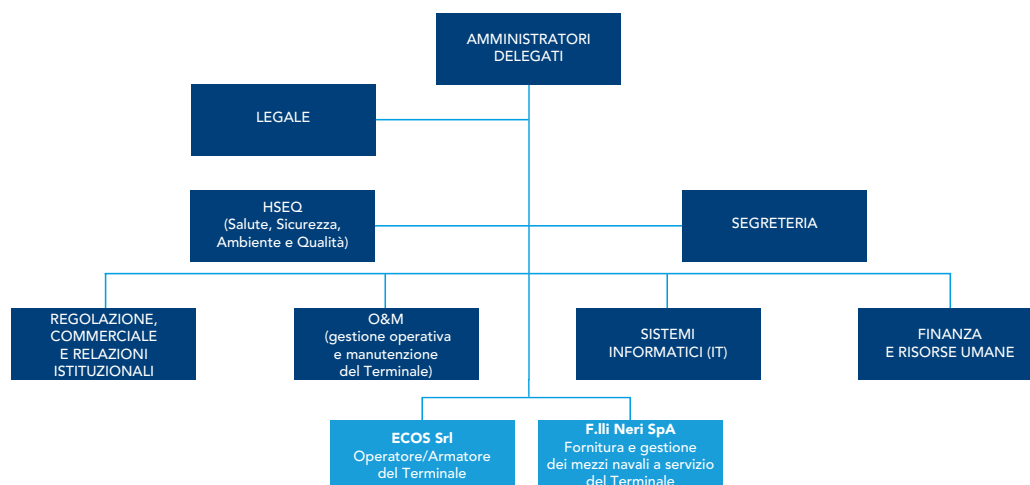 AMMINISTRATORI
DELEGATI
LEGALE
HSEQ
(Salute, Sicurezza,
Ambiente e Qualità)
SEGRETERIA
REGOLAZIONE,
COMMERCIALE
E RELAZIONI
ISTITUZIONALI
O&M
(gestione operativa
e manutenzione
del Terminale)
SISTEMI
INFORMATICI (IT)
FINANZA
E RISORSE UMANE
ECOS Srl
Operatore/Armatore
del Terminale
F.lli Neri SpA
Fornitura e gestione
dei mezzi navali a servizio
del Terminale